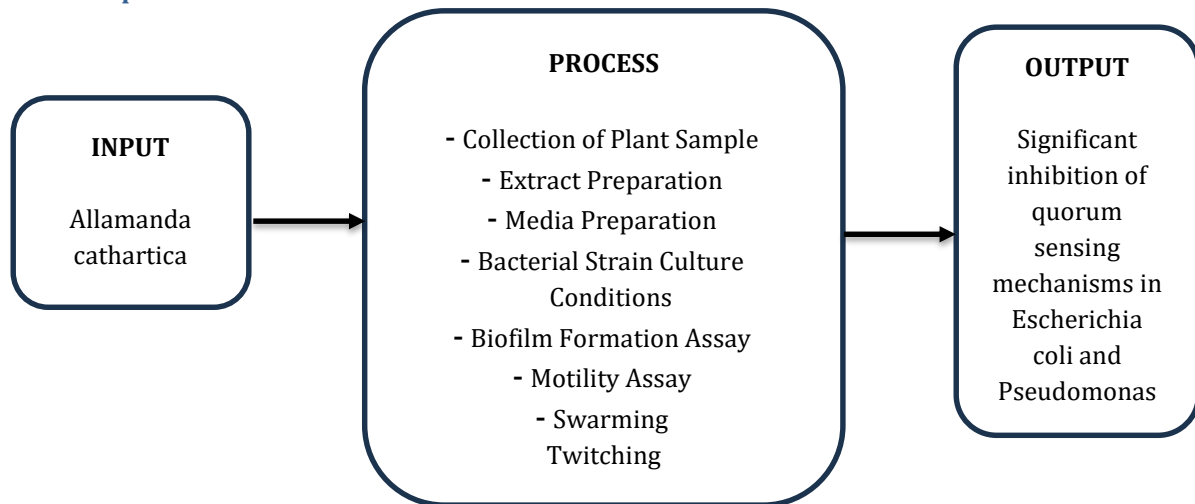 INPUT
Allamanda
cathartica
PROCESS
- Collection of Plant Sample
- Extract Preparation
- Media Preparation
- Bacterial Strain Culture
Conditions
- Biofilm Formation Assay
- Motility Assay
- Swarming
Twitching
OUTPUT
Significant
inhibition of
quorum
sensing
mechanisms in
Escherichia
coli and
Pseudomonas